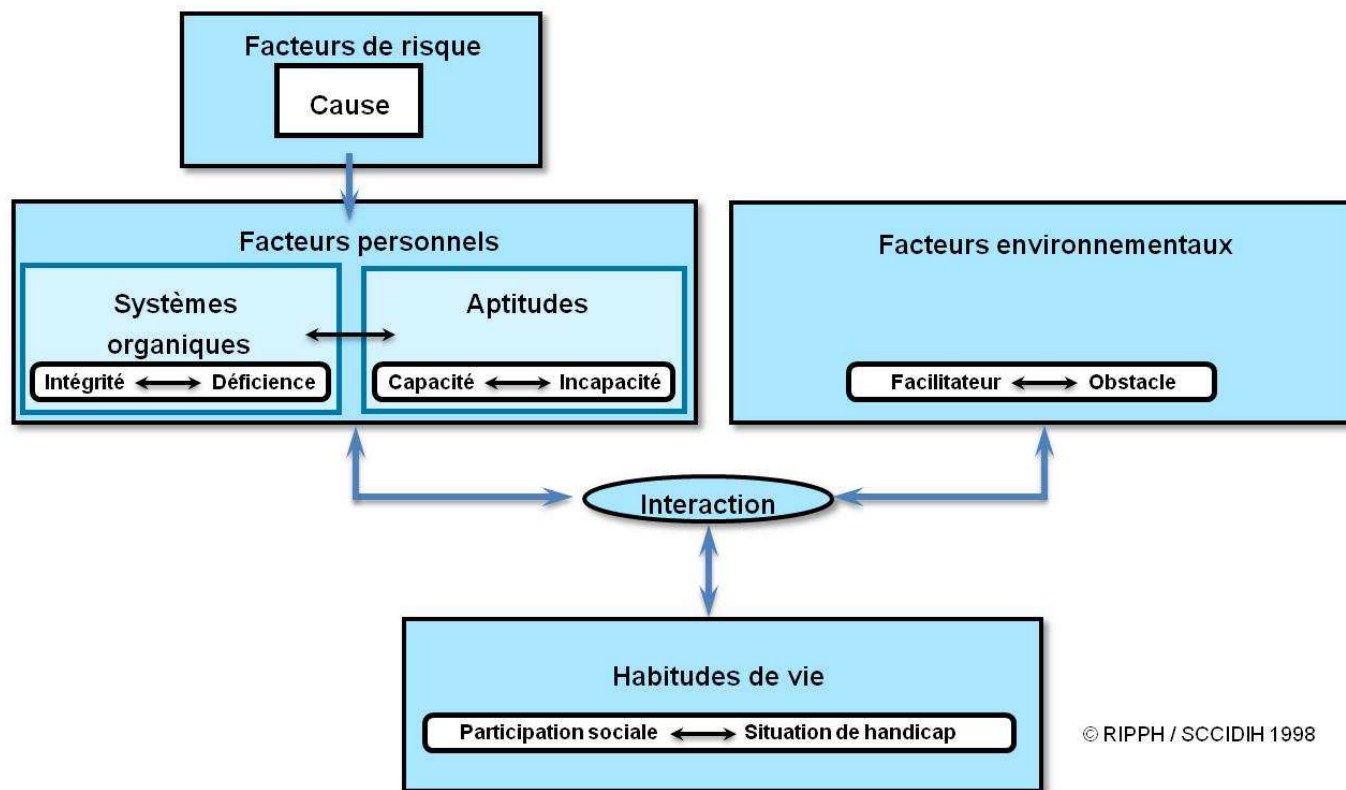 Facteurs de risque
Cause
Facteurs personnels
Systèmes
organiques
Intégrité Déficience
Aptitudes
Capacité Incapacité
Facteurs environnementaux
Facilitateur Obstacle
Interaction
Habitudes de vie
Participation sociale Situation de handicap
© RIPPH / SCCIDIH 1998